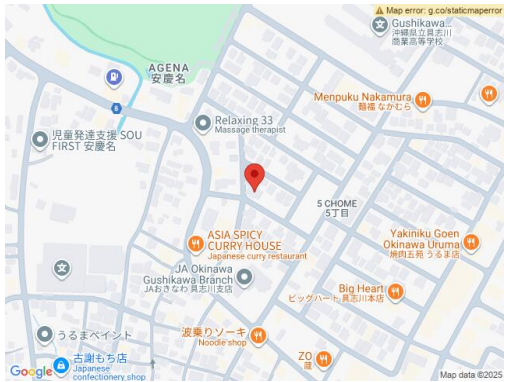 Map error: g.co/staticmaperror
Gushikawa...
沖縄県立具志川
商業高等学校
AGENA
安慶名
Menpuku Nakamura
麺福 なかむら
Relaxing 33
Massage therapist
児童発達支援 SOU
FIRST 安慶名
5 CHOME
5丁目
ASIA SPICY
CURRY HOUSE
Japanese curry restaurant
Yakiniku Goen
Okinawa Uruma
焼肉五苑 うるま店
JA Okinawa
Gushikawa Branch
JAおきなわ 具志川支店
Big Heart
ビッグハート 具志川本店
うるまペイント
波乗りソーキ
Noodle shop
古謝もち店
Japanese
confectionery shop
ZO
蔵
Google
Map data ©2025